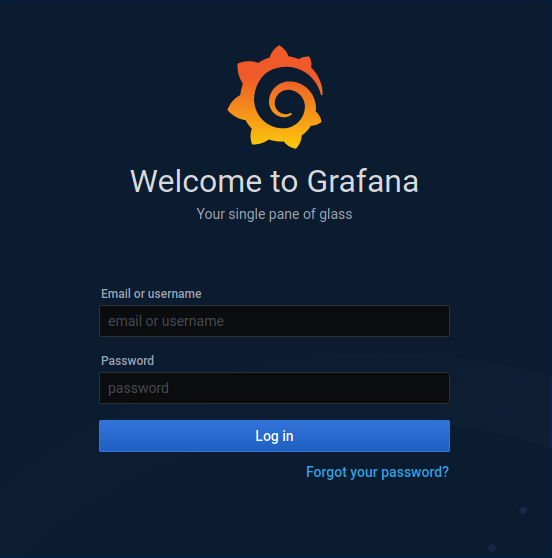 Welcome to Grafana
Your single pane of glass
Email or username
email or username
Password
password
Log in
Forgot your password?